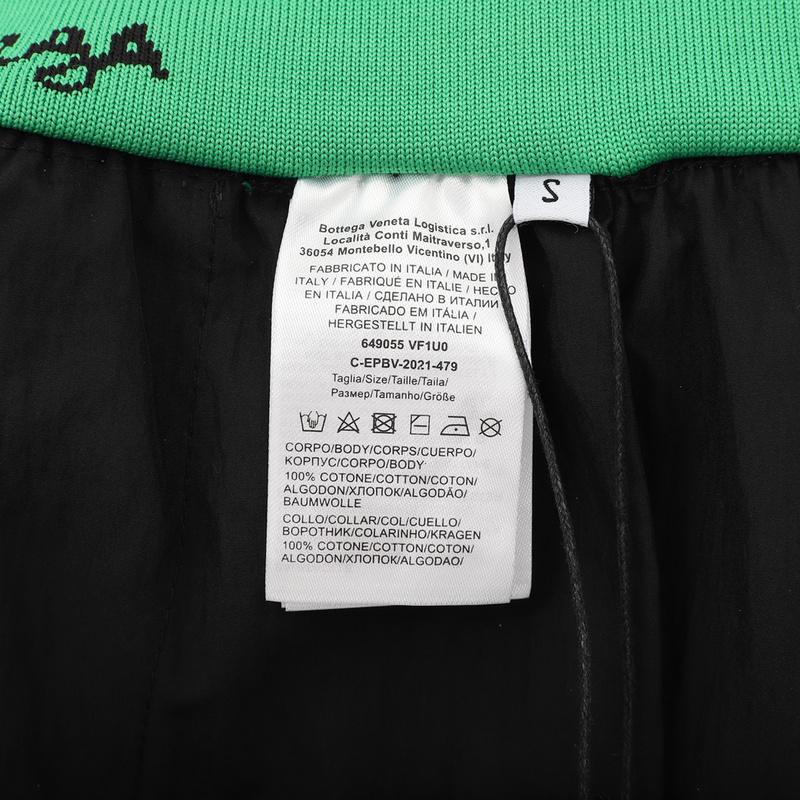 ega
S
Bottega Veneta Logistica s.r.l.
Località Conti Maitraverso,1
36054 Montebello Vicentino (VI) Italy
FABBRICATO IN ITALIA / MADE IN
ITALY / FABRIQUÉ EN ITALIE / HECHO
EN ITALIA / СДЕЛАНО В ИТАЛИИ
FABRICADO EM ITÁLIA /
HERGESTELLT IN ITALIEN
649055 VF1U0
C-EPBV-2021-479
Taglia/Size/Taille/Taila/
Размер/Tamanho/Größe
CORPO/BODY/CORPS/CUERPO/
КОРПУС/CORPO/BODY
100% COTONE/COTTON/COTON/
ALGODON/ХЛОПОК/ALGODÃO/
BAUMWOLLE
COLLO/COLLAR/COL/CUELLO/
ВОРОТНИК/COLARINHO/KRAGEN
100% COTONE/COTTON/COTON/
ALGODON/ХЛОПОК/ALGODAO/